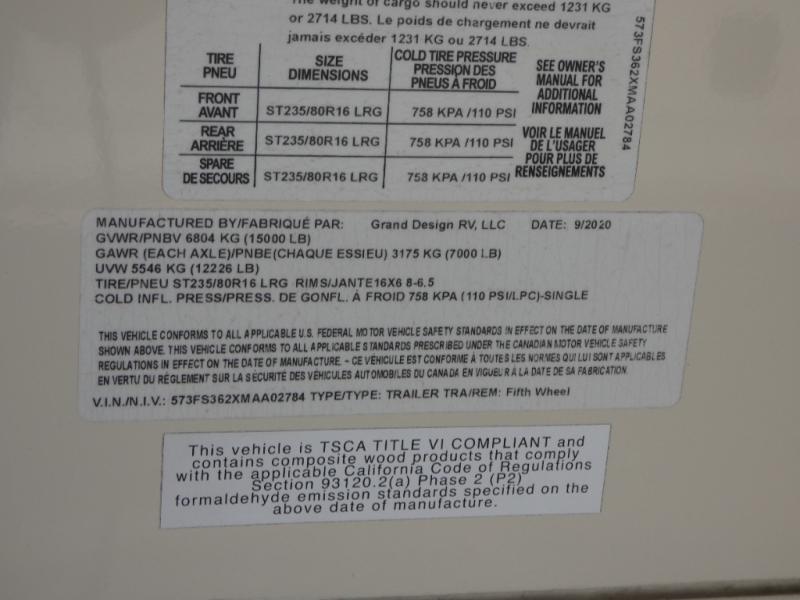 The weight of cargo should never exceed 1231 KG
or 2714 LBS. Le poids de chargement ne devrait
jamais excéder 1231 KG ou 2714 LBS.
TIRE
PNEU
SIZE
DIMENSIONS
COLD TIRE PRESSURE
PRESSION DES
PNEUS À FROID
FRONT
AVANT
ST235/80R16 LRG
758 KPA /110 PSI
REAR
ARRIÈRE
ST235/80R16 LRG
758 KPA /110 PSI
SPARE
DE SECOURS
ST235/80R16 LRG
758 KPA /110 PSI
SEE OWNER'S
MANUAL FOR
ADDITIONAL
INFORMATION
VOIR LE MANUEL
DE L'USAGER
POUR PLUS DE
RENSEIGNEMENTS
573FS362XMAA02784
MANUFACTURED BY/FABRIQUÉ PAR: Grand Design RV, LLC DATE: 9/2020
GVWR/PNBV 6804 KG (15000 LB)
GAWR (EACH AXLE)/PNBE(CHAQUE ESSIEU) 3175 KG (7000 LB)
UVW 5546 KG (12226 LB)
TIRE/PNEU ST235/80R16 LRG RIMS/JANTE16X6 8-6.5
COLD INFL. PRESS/PRESS. DE GONFL. À FROID 758 KPA (110 PSI/LPC)-SINGLE
THIS VEHICLE CONFORMS TO ALL APPLICABLE U.S. FEDERAL MOTOR VEHICLE SAFETY STANDARDS IN EFFECT ON THE DATE OF MANUFACTURE
SHOWN ABOVE. THIS VEHICLE CONFORMS TO ALL APPLICABLE STANDARDS PRESCRIBED UNDER THE CANADIAN MOTOR VEHICLE SAFETY
REGULATIONS IN EFFECT ON THE DATE OF MANUFACTURE. - CE VÉHICULE EST CONFORME À TOUTES LES NORMES QUI LUI SONT APPLICABLES
EN VERTU DU RÈGLEMENT SUR LA SÉCURITÉ DES VÉHICULES AUTOMOBILES DU CANADA EN VIGUEUR À LA DATE DE SA FABRICATION.
V.I.N./N.I.V.: 573FS362XMAA02784 TYPE/TYPE: TRAILER TRA/REM: Fifth Wheel
This vehicle is TSCA TITLE VI COMPLIANT and
contains composite wood products that comply
with the applicable California Code of Regulations
Section 93120.2(a) Phase 2 (P2)
formaldehyde emission standards specified on the
above date of manufacture.